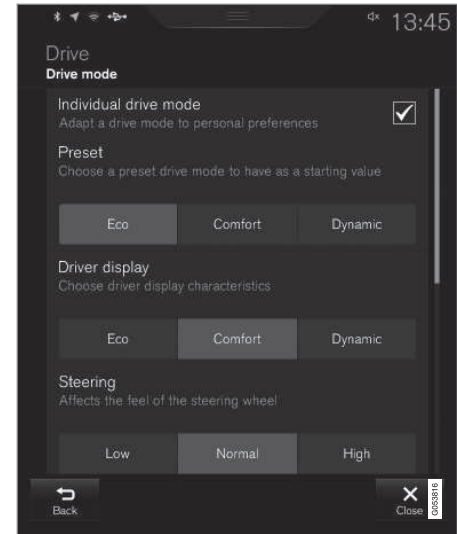 13:45
Drive
Drive mode
Individual drive mode
Adapt a drive mode to personal preferences
Preset
Choose a preset drive mode to have as a starting value
Eco Comfort Dynamic
Driver display
Choose driver display characteristics
Eco Comfort Dynamic
Steering
Affects the feel of the steering wheel
Low Normal High
Back Close
G053816